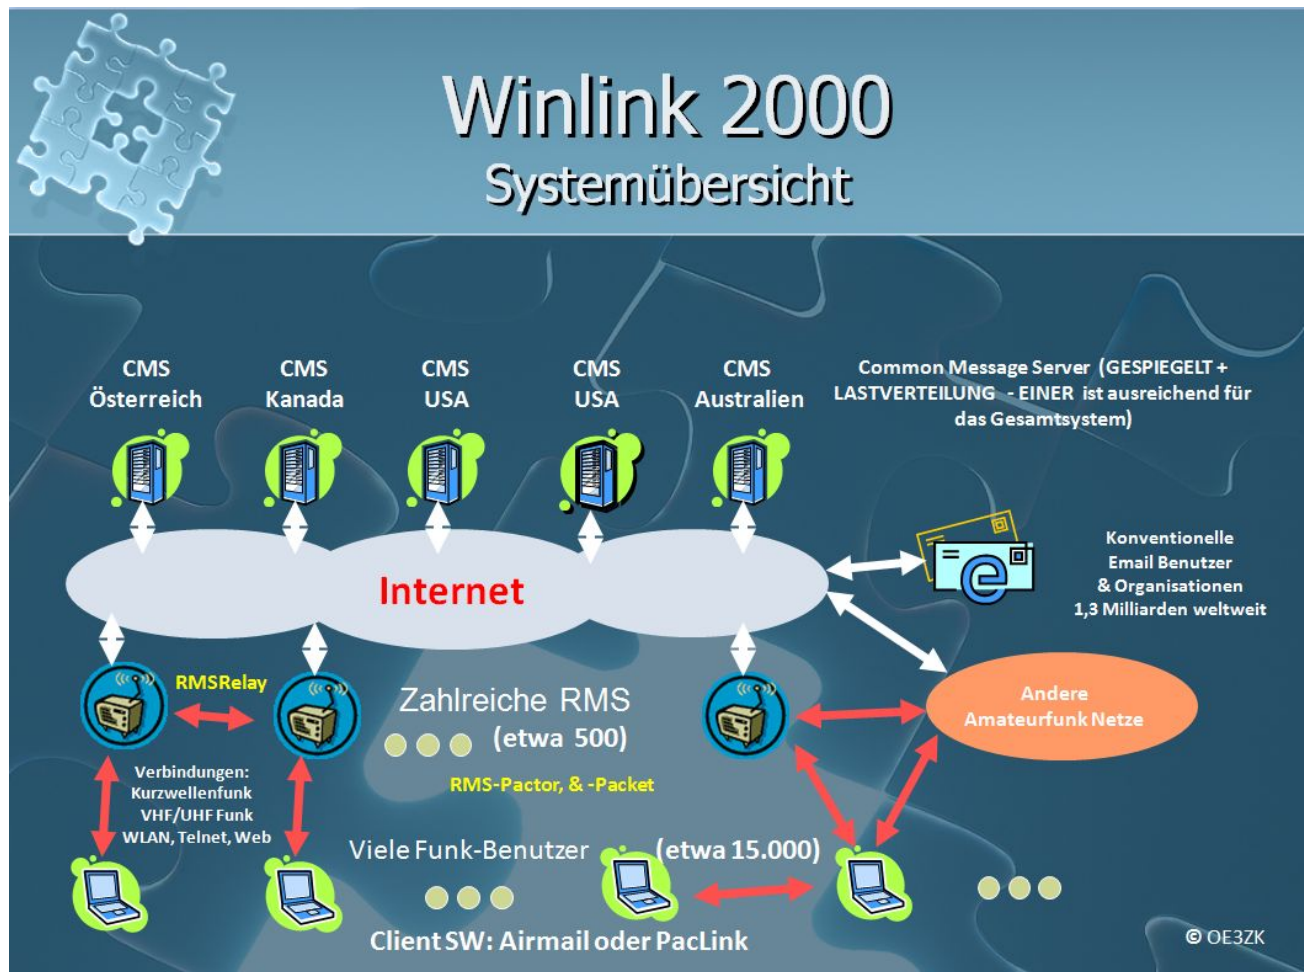 Winlink 2000
Systemübersicht
CMS
Österreich
CMS
Kanada
CMS
USA
CMS
USA
CMS
Australien
Common Message Server (GESPIEGELT +
LASTVERTEILUNG - EINER ist ausreichend für
das Gesamtsystem)
Internet
Konventionelle
Email Benutzer
& Organisationen
1,3 Milliarden weltweit
RMSRelay
Zahlreiche RMS
(etwa 500)
RMS-Pactor, & -Packet
Andere
Amateurfunk Netze
Verbindungen:
Kurzwellenfunk
VHF/UHF Funk
WLAN, Telnet, Web
Viele Funk-Benutzer (etwa 15.000)
Client SW: Airmail oder PacLink
© OE3ZK